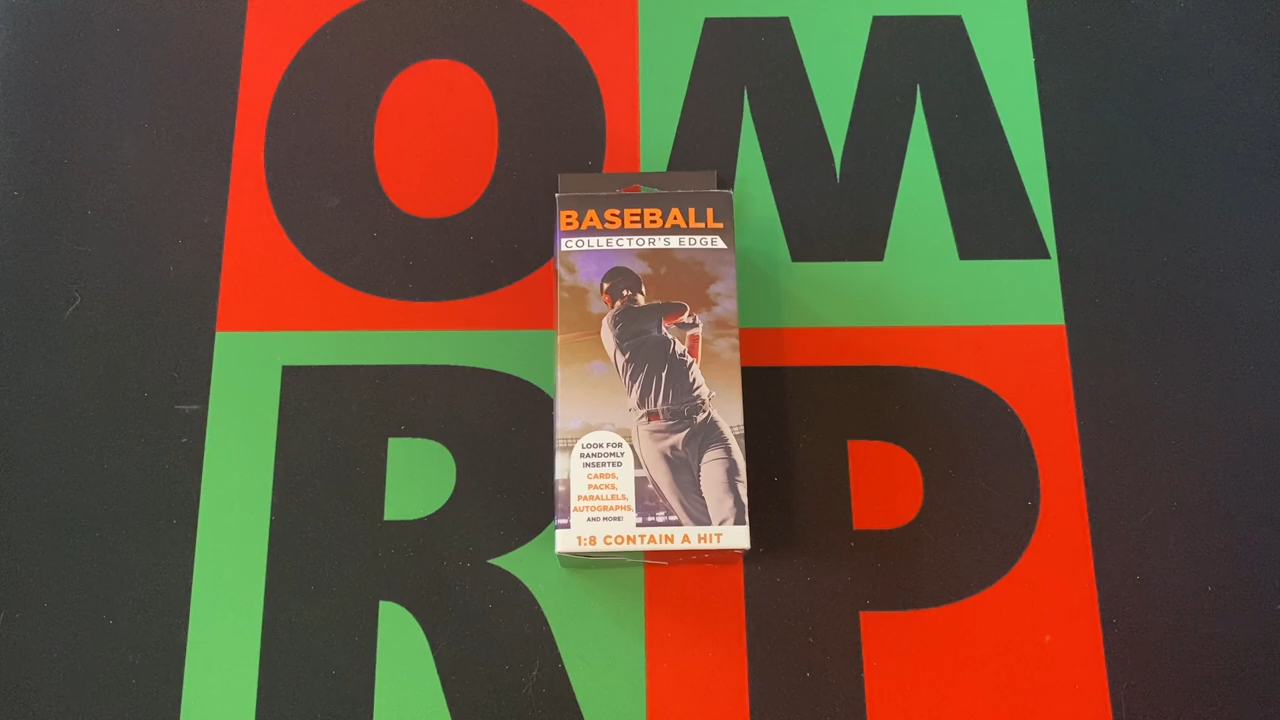 OM
BASEBALL
COLLECTOR'S EDGE
LOOK FOR
RANDOMLY
INSERTED
CARDS,
PACKS,
PARALLELS,
AUTOGRAPHS,
AND MORE!
1:8 CONTAIN A HIT
RP